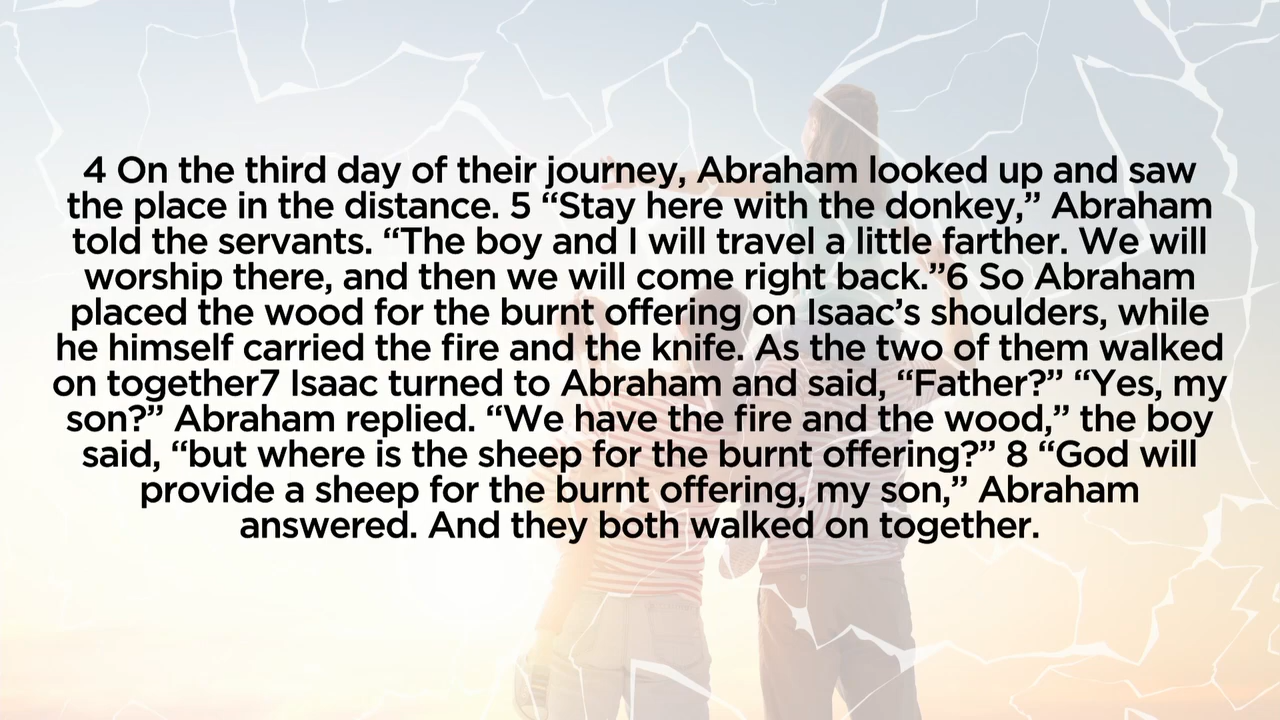 4 On the third day of their journey, Abraham looked up and saw
the place in the distance. 5 “Stay here with the donkey,” Abraham
told the servants. “The boy and I will travel a little farther. We will
worship there, and then we will come right back.”6 So Abraham
placed the wood for the burnt offering on Isaac’s shoulders, while
he himself carried the fire and the knife. As the two of them walked
on together7 Isaac turned to Abraham and said, “Father?” “Yes, my
son?” Abraham replied. “We have the fire and the wood,” the boy
said, “but where is the sheep for the burnt offering?” 8 “God will
provide a sheep for the burnt offering, my son,” Abraham
answered. And they both walked on together.